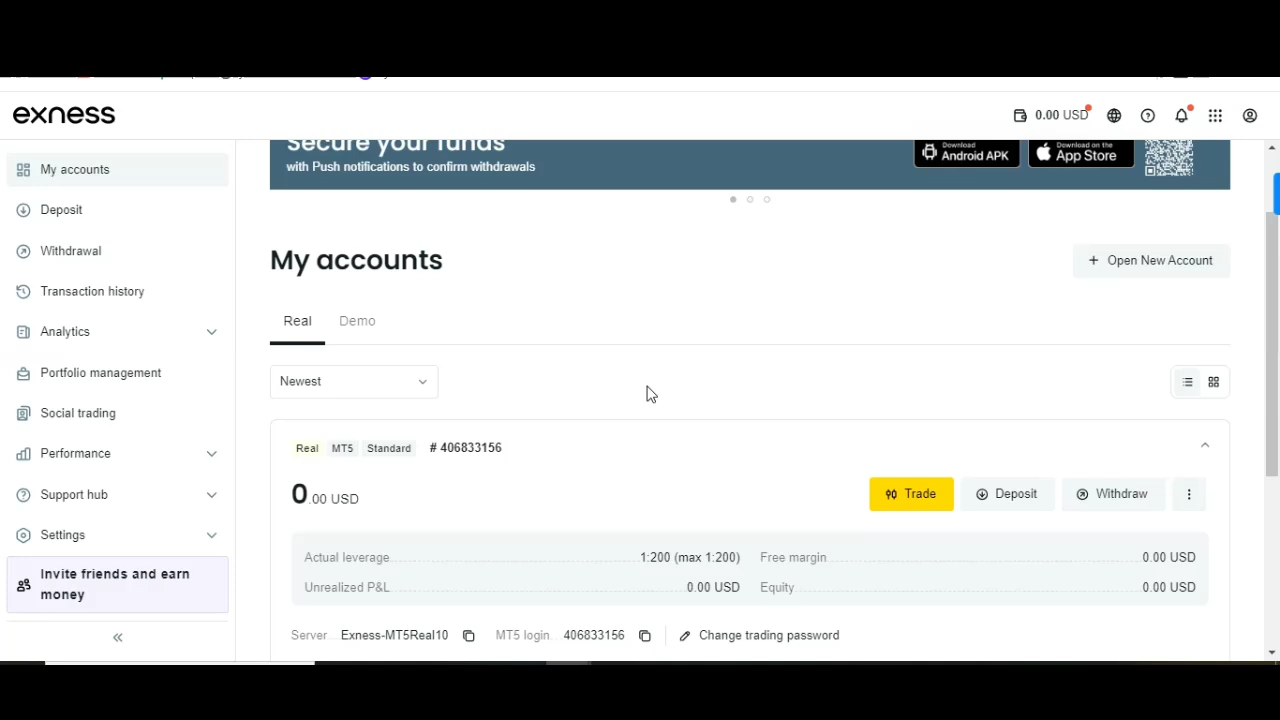 exness
0.00 USD
My accounts
Deposit
Withdrawal
Transaction history
Analytics
Portfolio management
Social trading
Performance
Support hub
Settings
Invite friends and earn
money
Secure your funds
with Push notifications to confirm withdrawals
Download
Android APK
Download on the
App Store
My accounts
+ Open New Account
Real Demo
Newest
Real MT5 Standard # 406833156
0.00 USD
Trade Deposit Withdraw
Actual leverage 1:200 (max 1:200) Free margin 0.00 USD
Unrealized P&L 0.00 USD Equity 0.00 USD
Server Exness-MT5Real10 MT5 login 406833156 Change trading password